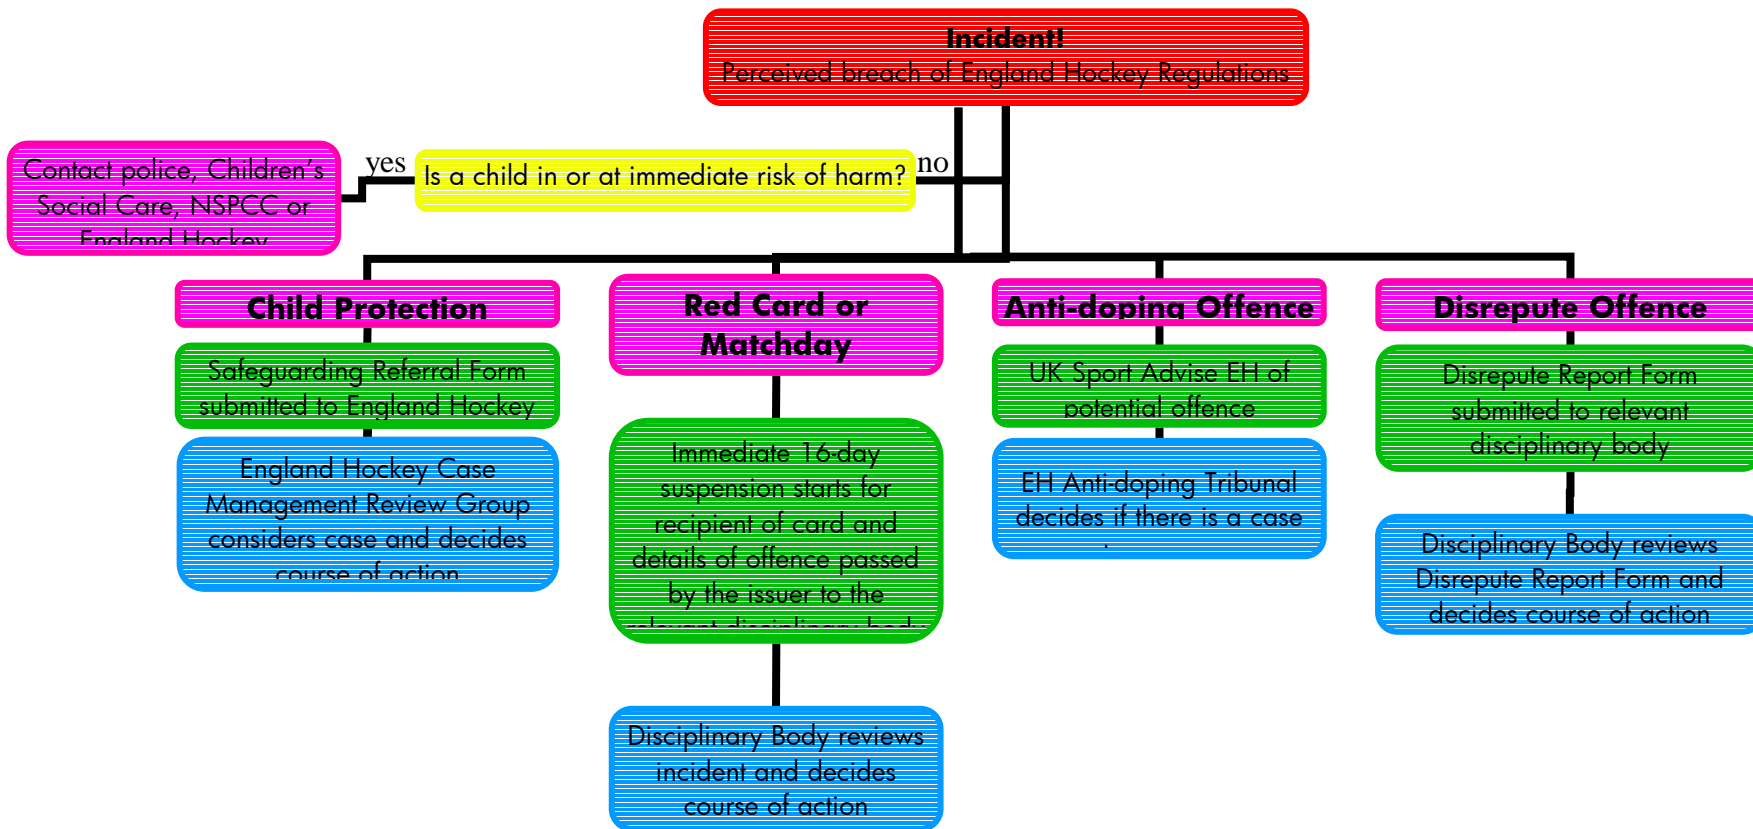 Incident!
Perceived breach of England Hockey Regulations
Contact police, Children's
Social Care, NSPCC or
England Hockey
yes
Is a child in or at immediate risk of harm?
no
Child Protection
Safeguarding Referral Form
submitted to England Hockey
England Hockey Case
Management Review Group
considers case and decides
course of action
Red Card or
Matchday
Immediate 16-day
suspension starts for
recipient of card and
details of offence passed
by the issuer to the
relevant disciplinary body
Disciplinary Body reviews
incident and decides
course of action
Anti-doping Offence
UK Sport Advise EH of
potential offence
EH Anti-doping Tribunal
decides if there is a case
Disrepute Offence
Disrepute Report Form
submitted to relevant
disciplinary body
Disciplinary Body reviews
Disrepute Report Form and
decides course of action